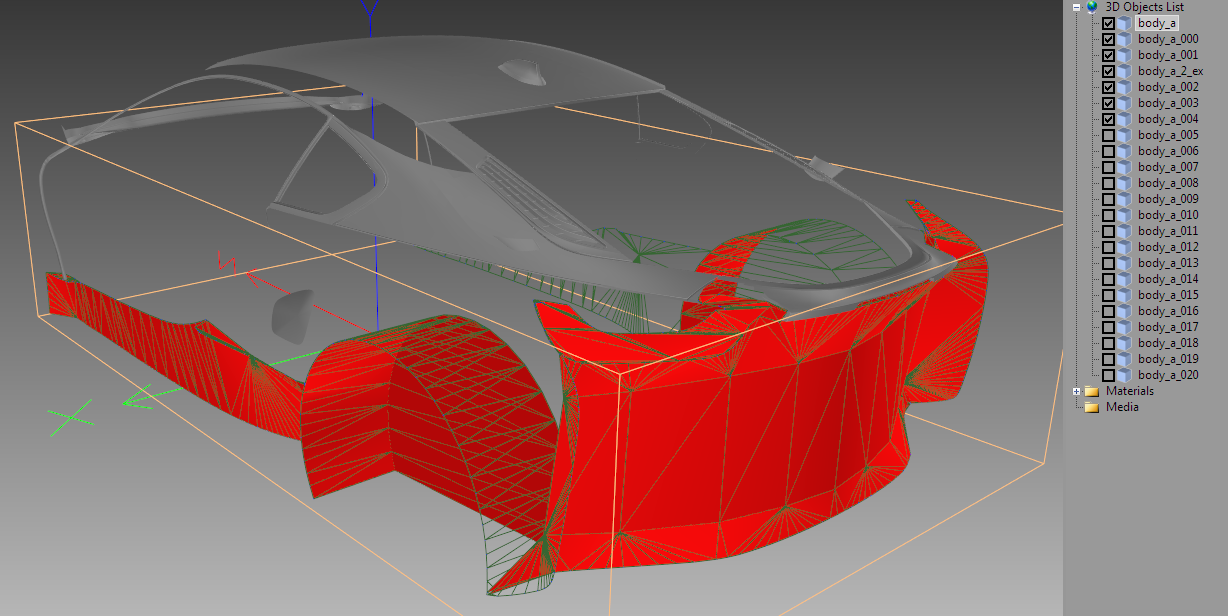 3D Objects List
body_a
body_a_000
body_a_001
body_a_2_ex
body_a_002
body_a_003
body_a_004
body_a_005
body_a_006
body_a_007
body_a_008
body_a_009
body_a_010
body_a_011
body_a_012
body_a_013
body_a_014
body_a_015
body_a_016
body_a_017
body_a_018
body_a_019
body_a_020
Materials
Media